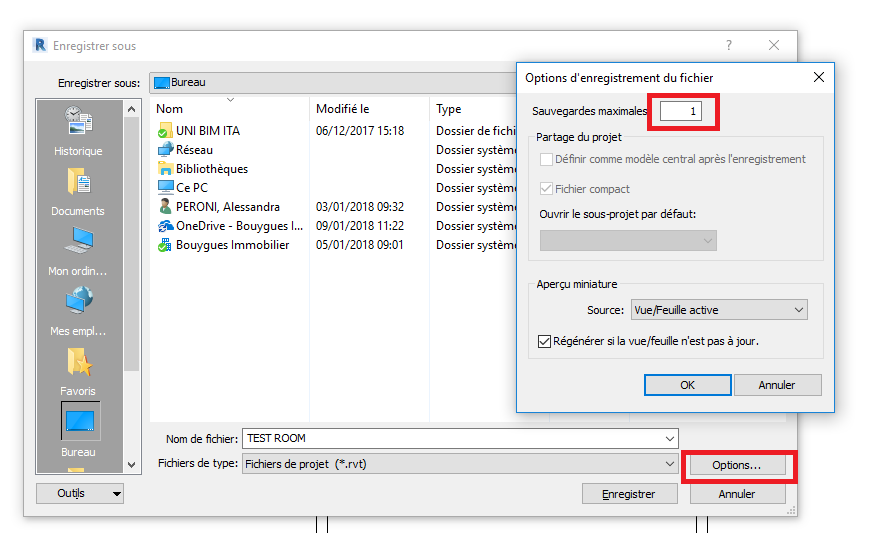 R Enregistrer sous ?
Enregistrer sous: Bureau
Historique
Documents
Mon ordin...
Mes empl...
Favoris
Bureau
Nom Modifié le Type
UNI BIM ITA 06/12/2017 15:18 Dossier de fichi
Réseau Dossier systèm
Bibliothèques Dossier systèm
Ce PC Dossier systèm
PERONI, Alessandra 03/01/2018 09:32 Dossier systèm
OneDrive - Bouygues I... 09/01/2018 11:22 Dossier systèm
Bouygues Immobilier 05/01/2018 09:01 Dossier systèm
Nom de fichier: TEST ROOM
Fichiers de type: Fichiers de projet (*.rvt)
Options...
Outils Enregistrer Annuler
Options d'enregistrement du fichier
Sauvegardes maximales 1
Partage du projet
Définir comme modèle central après l'enregistrement
Fichier compact
Ouvrir le sous-projet par défaut:
Aperçu miniature
Source: Vue/Feuille active
Régénérer si la vue/feuille n'est pas à jour.
OK Annuler